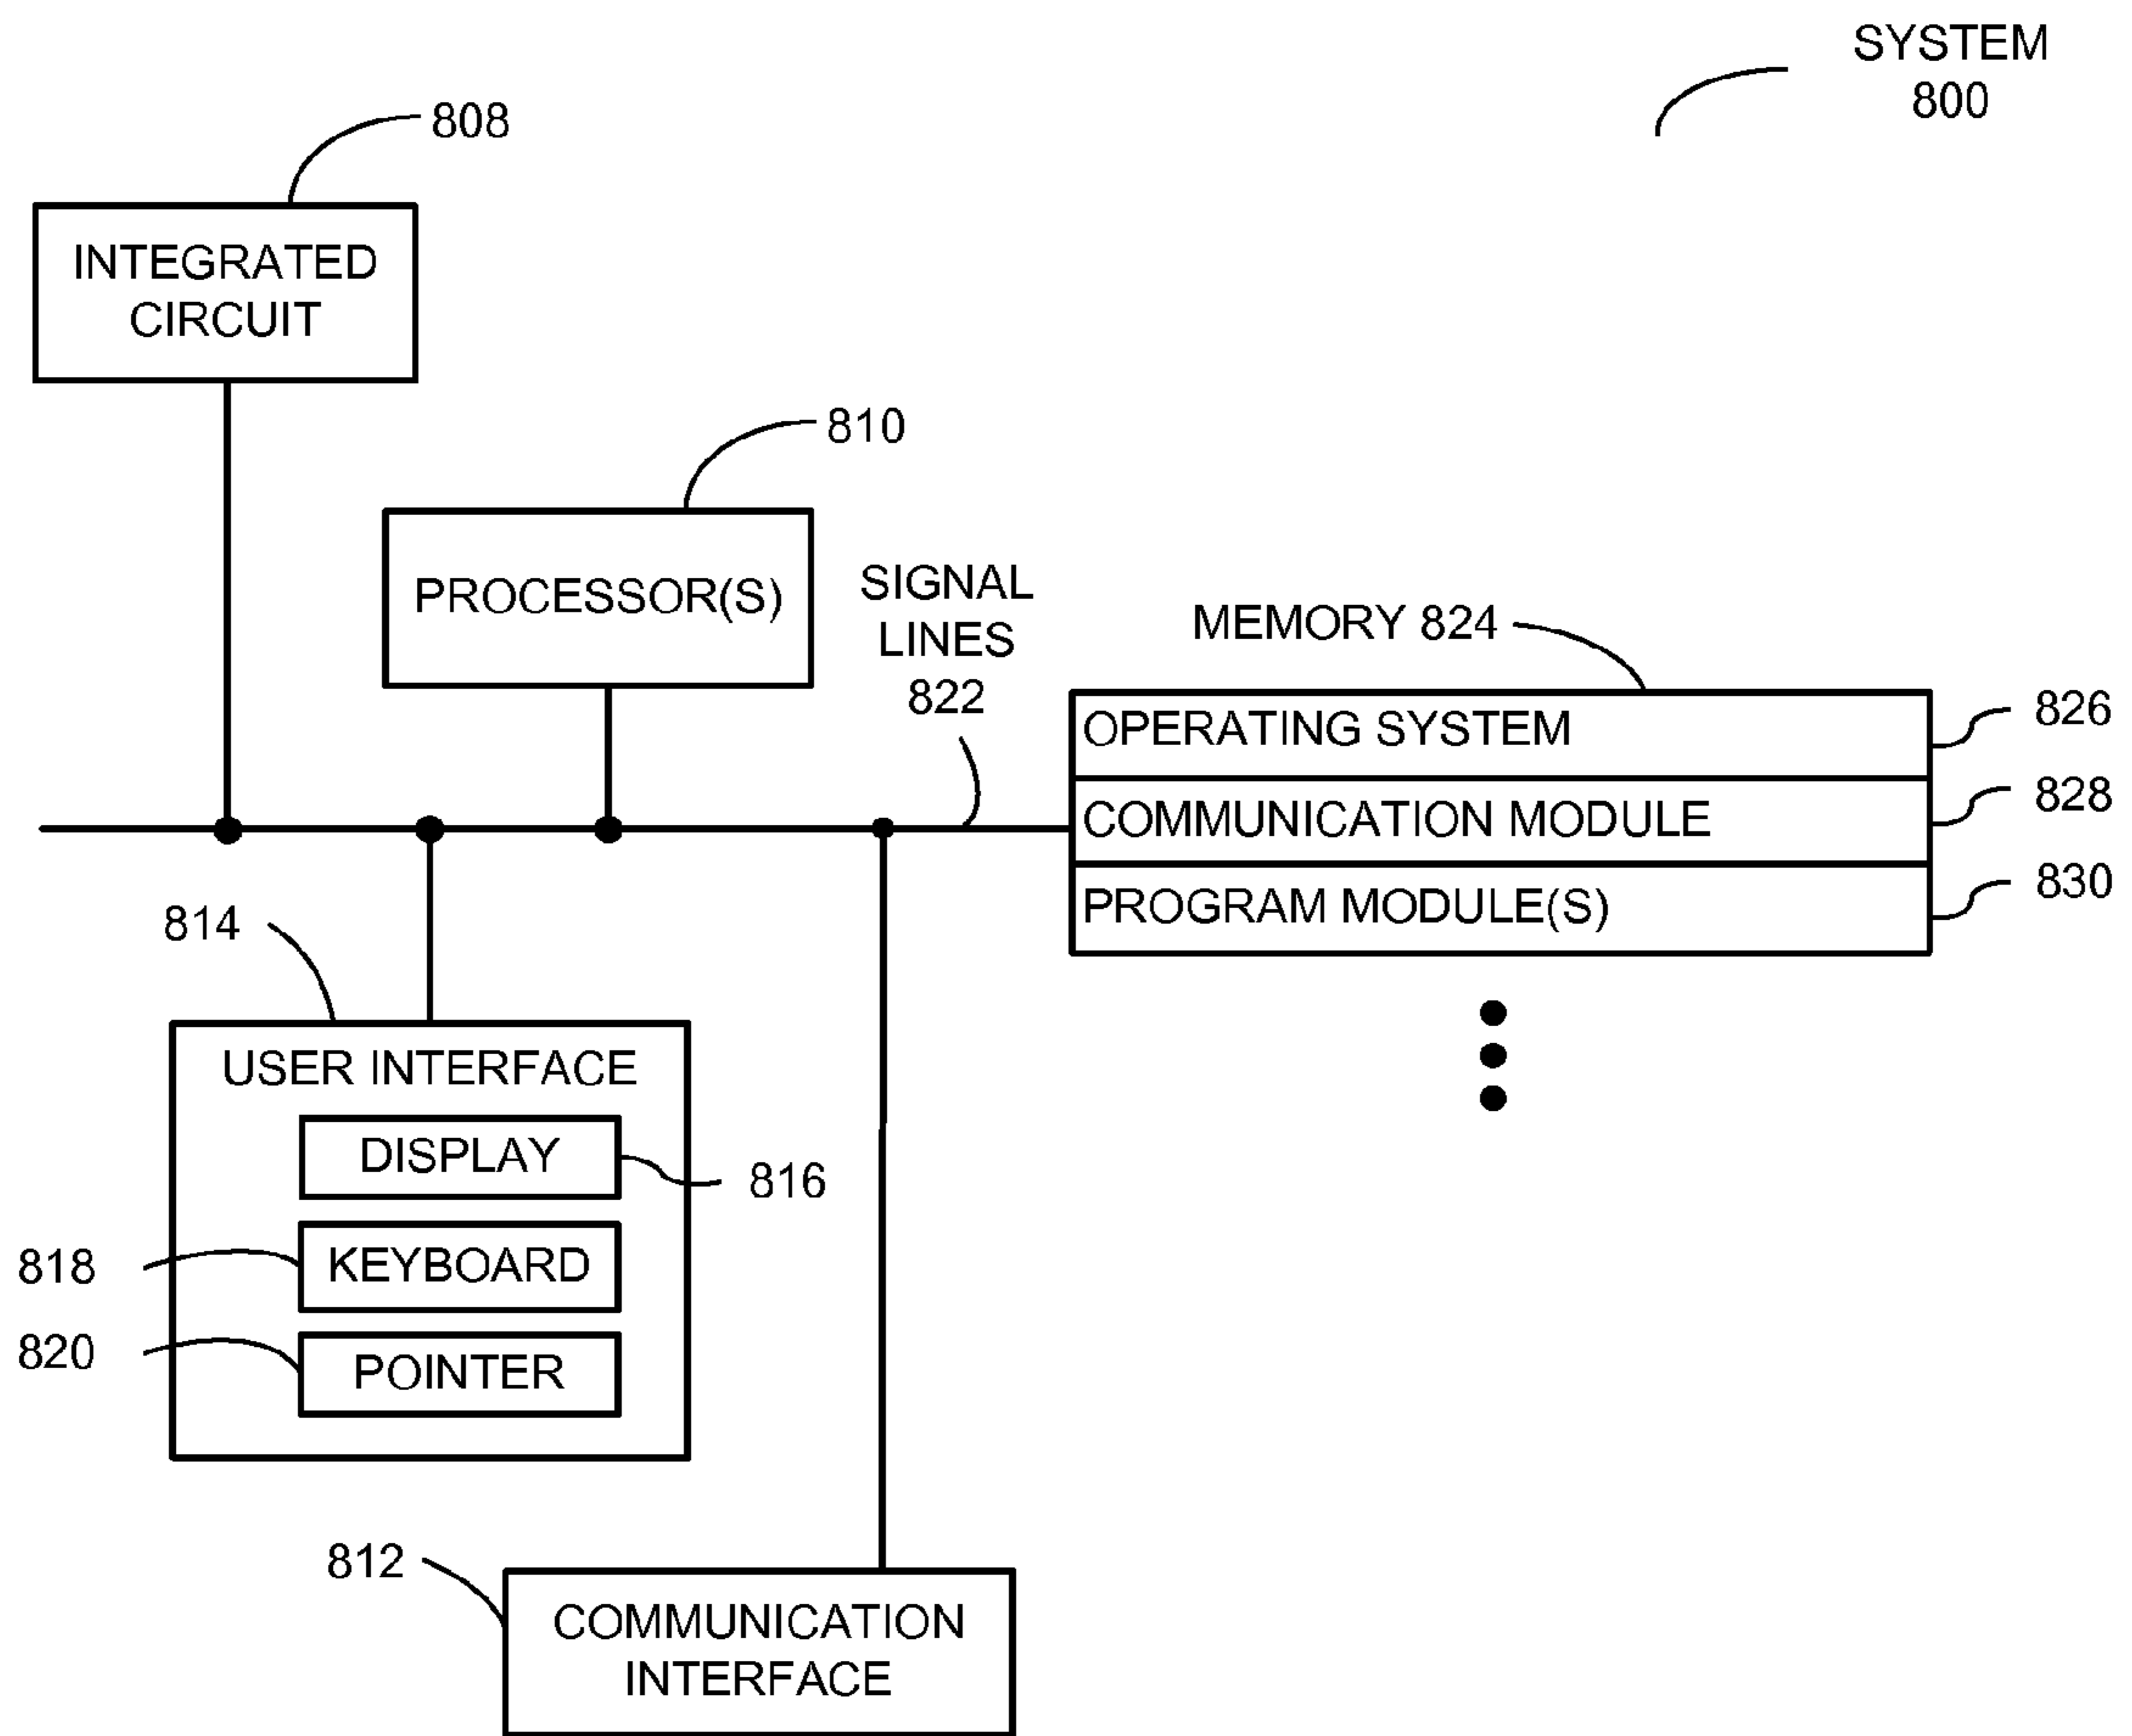 SYSTEM
800
808
INTEGRATED
CIRCUIT
810
PROCESSOR(S)
SIGNAL
LINES
822
MEMORY 824
OPERATING SYSTEM
826
COMMUNICATION MODULE
828
PROGRAM MODULE(S)
830
814
USER INTERFACE
DISPLAY
816
818
KEYBOARD
820
POINTER
812
COMMUNICATION
INTERFACE